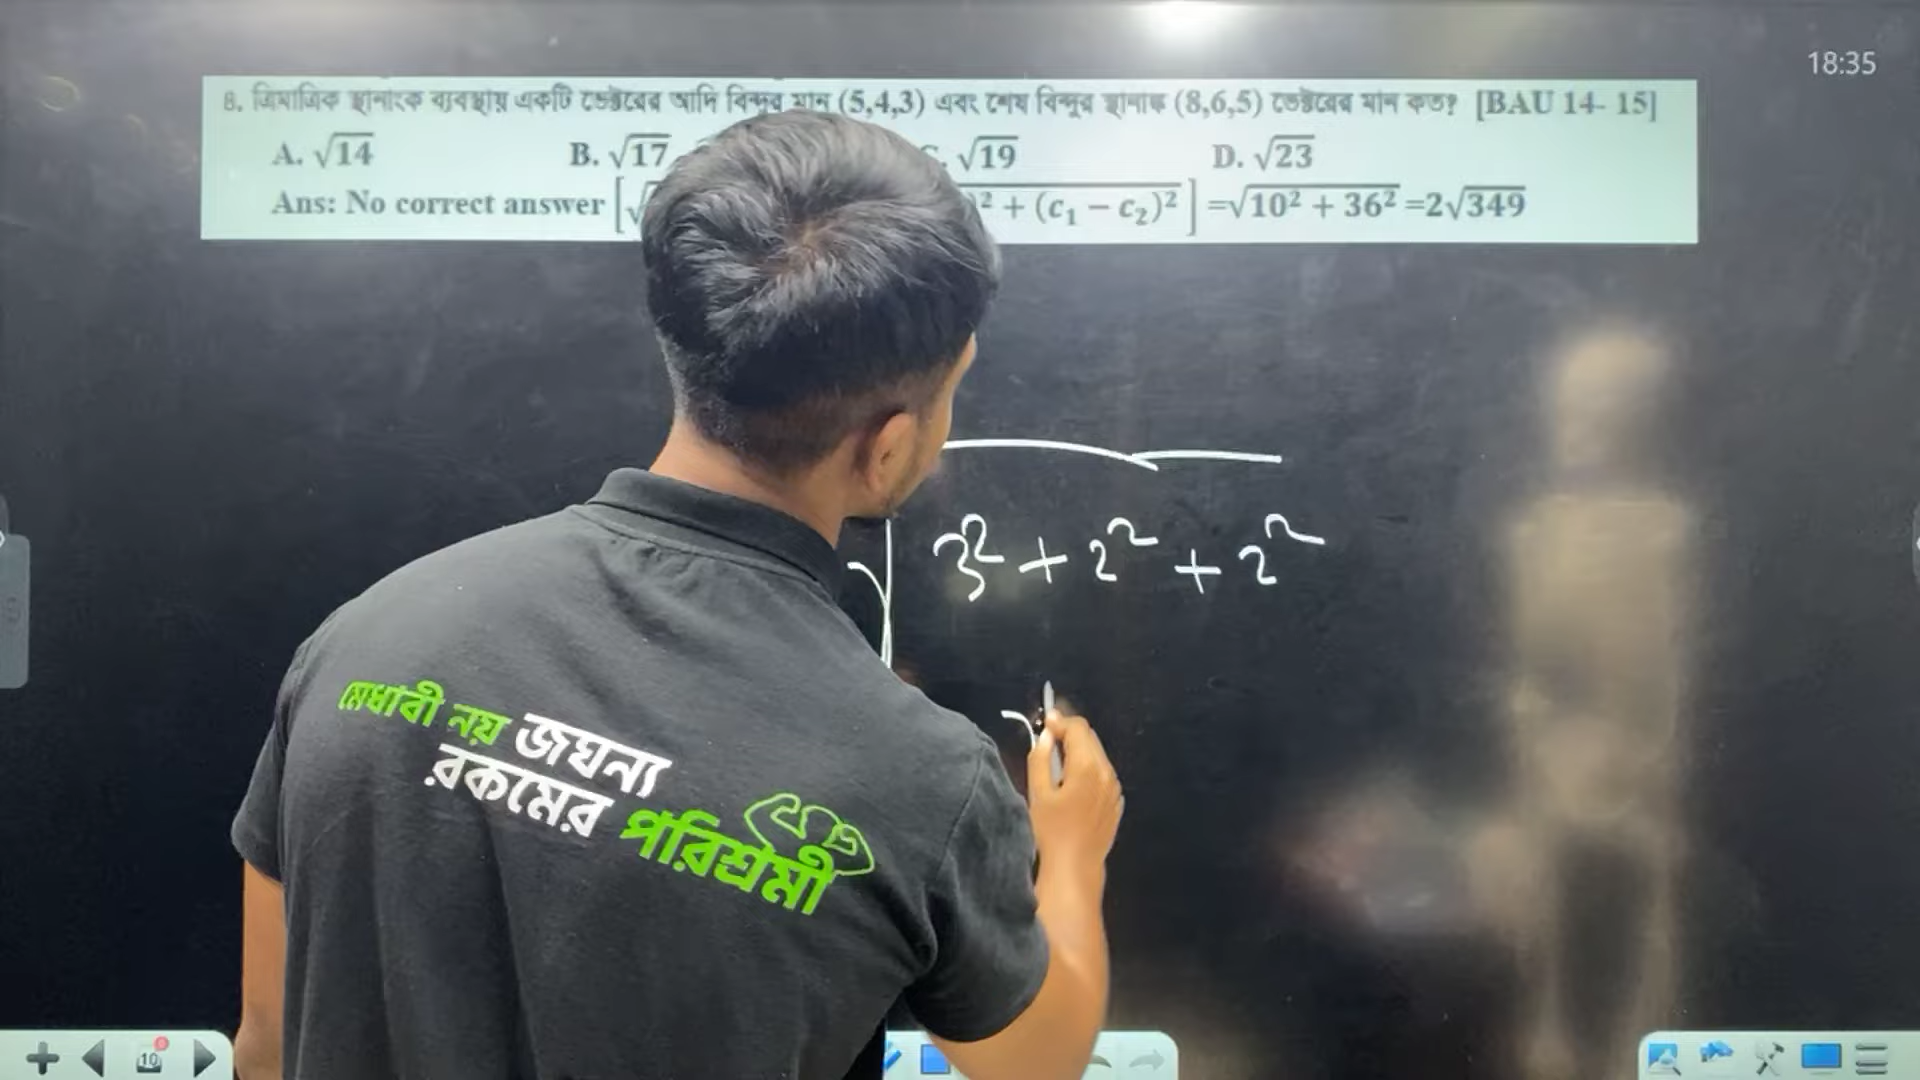 18:35
8. ত্রিমাত্রিক স্থানাংক ব্যবস্থায় একটি ভেক্টরের আদি বিন্দুর মান (5,4,3) এবং শেষ বিন্দুর স্থানাঙ্ক (8,6,5) ভেক্টরের মান কত? [BAU 14- 15]
A. √14 B. √17 C. √19 D. √23
Ans: No correct answer [√ )² + (c₁ − c₂)²] =√10² + 36² =2√349
√3² + 2² + 2²
মেধাবী নয় জঘন্য
রকমের পরিশ্রমী
10